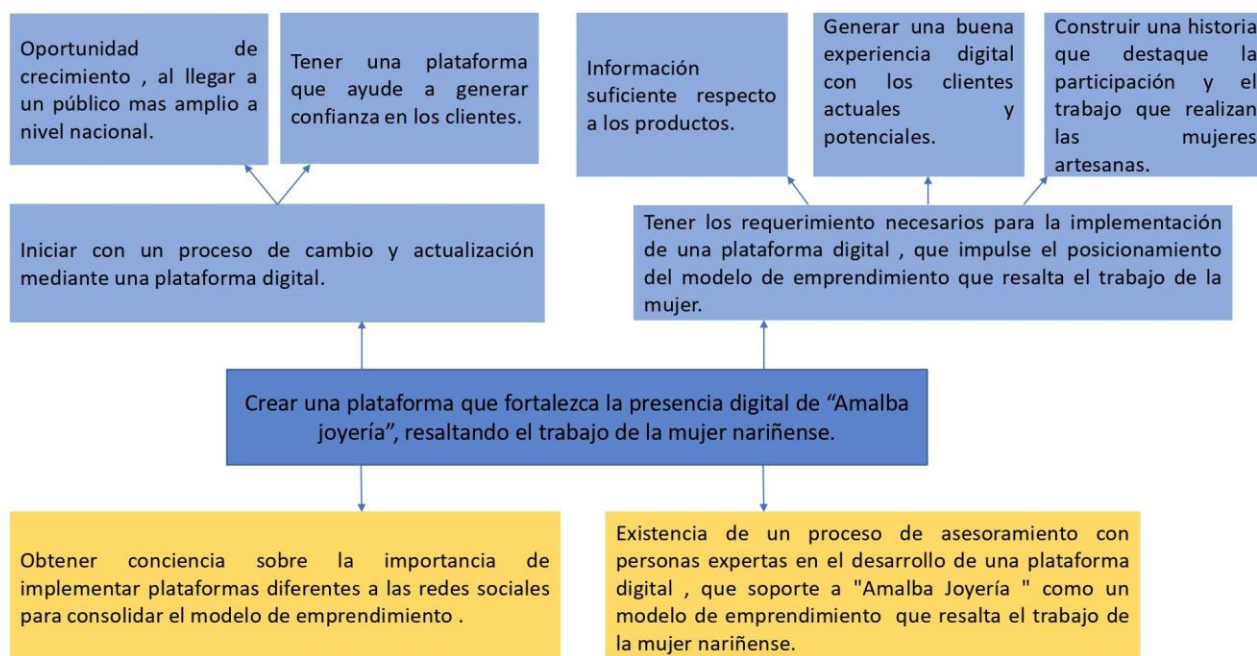 Oportunidad de
crecimiento , al llegar a
un público mas amplio a
nivel nacional.
Tener una plataforma
que ayude a generar
confianza en los clientes.
Información
suficiente respecto
a los productos.
Generar una buena
experiencia digital
con los clientes
actuales y
potenciales.
Construir una historia
que destaque la
participación y el
trabajo que realizan
las mujeres
artesanas.
Iniciar con un proceso de cambio y actualización
mediante una plataforma digital.
Tener los requerimiento necesarios para la implementación
de una plataforma digital , que impulse el posicionamiento
del modelo de emprendimiento que resalta el trabajo de la
mujer.
Crear una plataforma que fortalezca la presencia digital de “Amalba
joyería”, resaltando el trabajo de la mujer nariñense.
Obtener conciencia sobre la importancia de
implementar plataformas diferentes a las redes sociales
para consolidar el modelo de emprendimiento .
Existencia de un proceso de asesoramiento con
personas expertas en el desarrollo de una plataforma
digital , que soporte a "Amalba Joyería " como un
modelo de emprendimiento que resalta el trabajo de
la mujer nariñense.